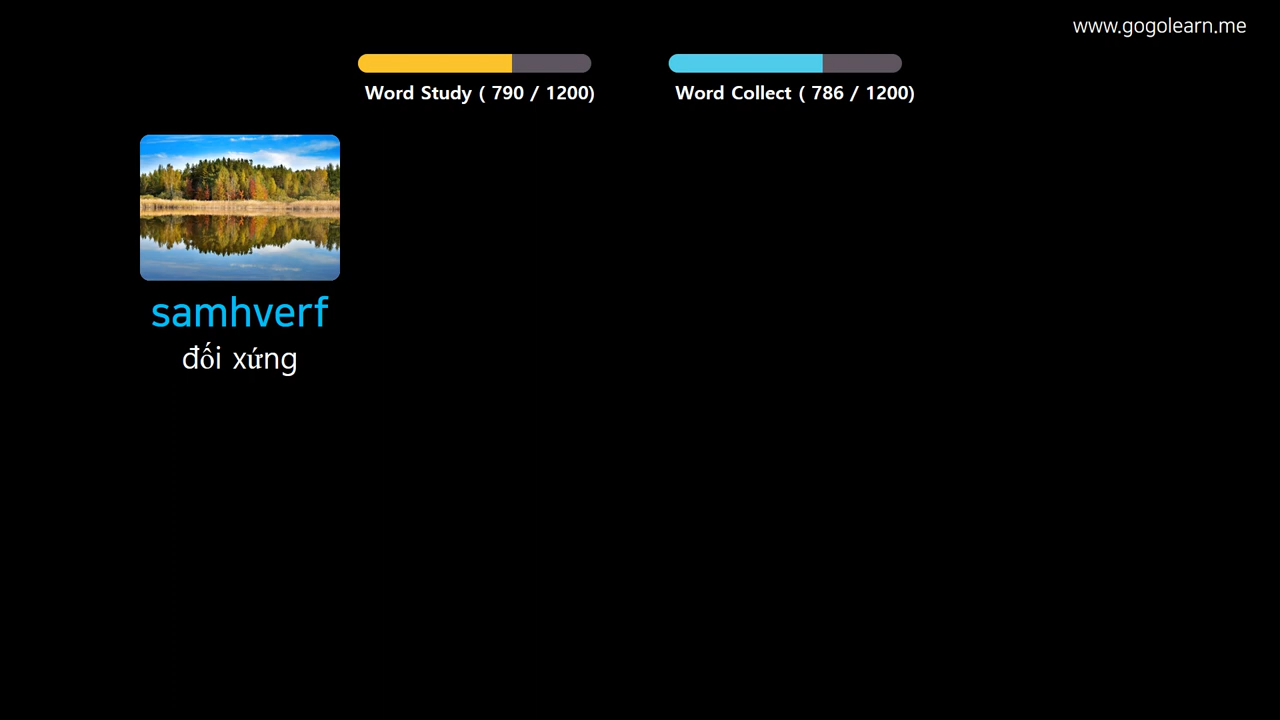 www.gogolearn.me
Word Study ( 790 / 1200)
Word Collect ( 786 / 1200)
samhverf
đối xứng